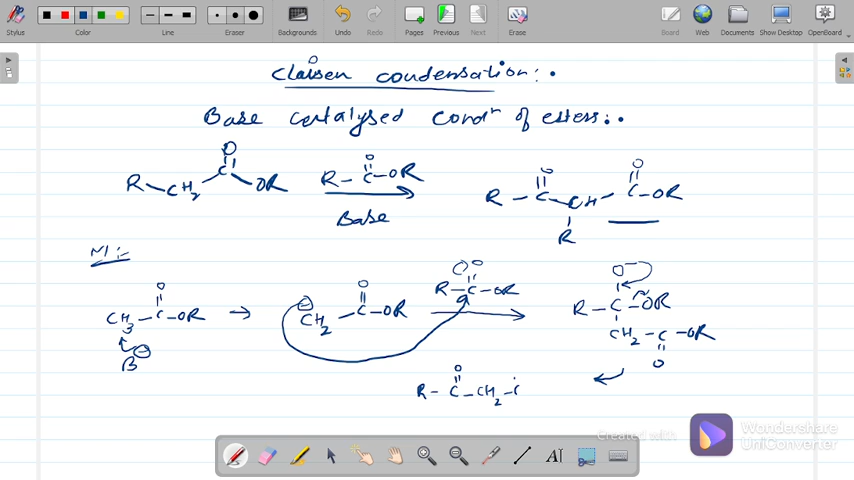 Stylus Color Line Eraser Backgrounds Undo Redo Pages Previous Next Erase Board Web Documents Show Desktop OpenBoard
Claisen condensation:.
Base catalysed Condⁿ of esters:.
R-CH2-C(=O)-OR R-C(=O)-OR Base R-C(=O)-CH(R)-C(=O)-OR
M:-
CH3-C(=O)-OR → ⊖CH2-C(=O)-OR R-C(=O)-OR R-C(O-)(OR)-CH2-C(=O)-OR
B⊖
R-C(=O)-CH2-
Created with Wondershare
UniConverter